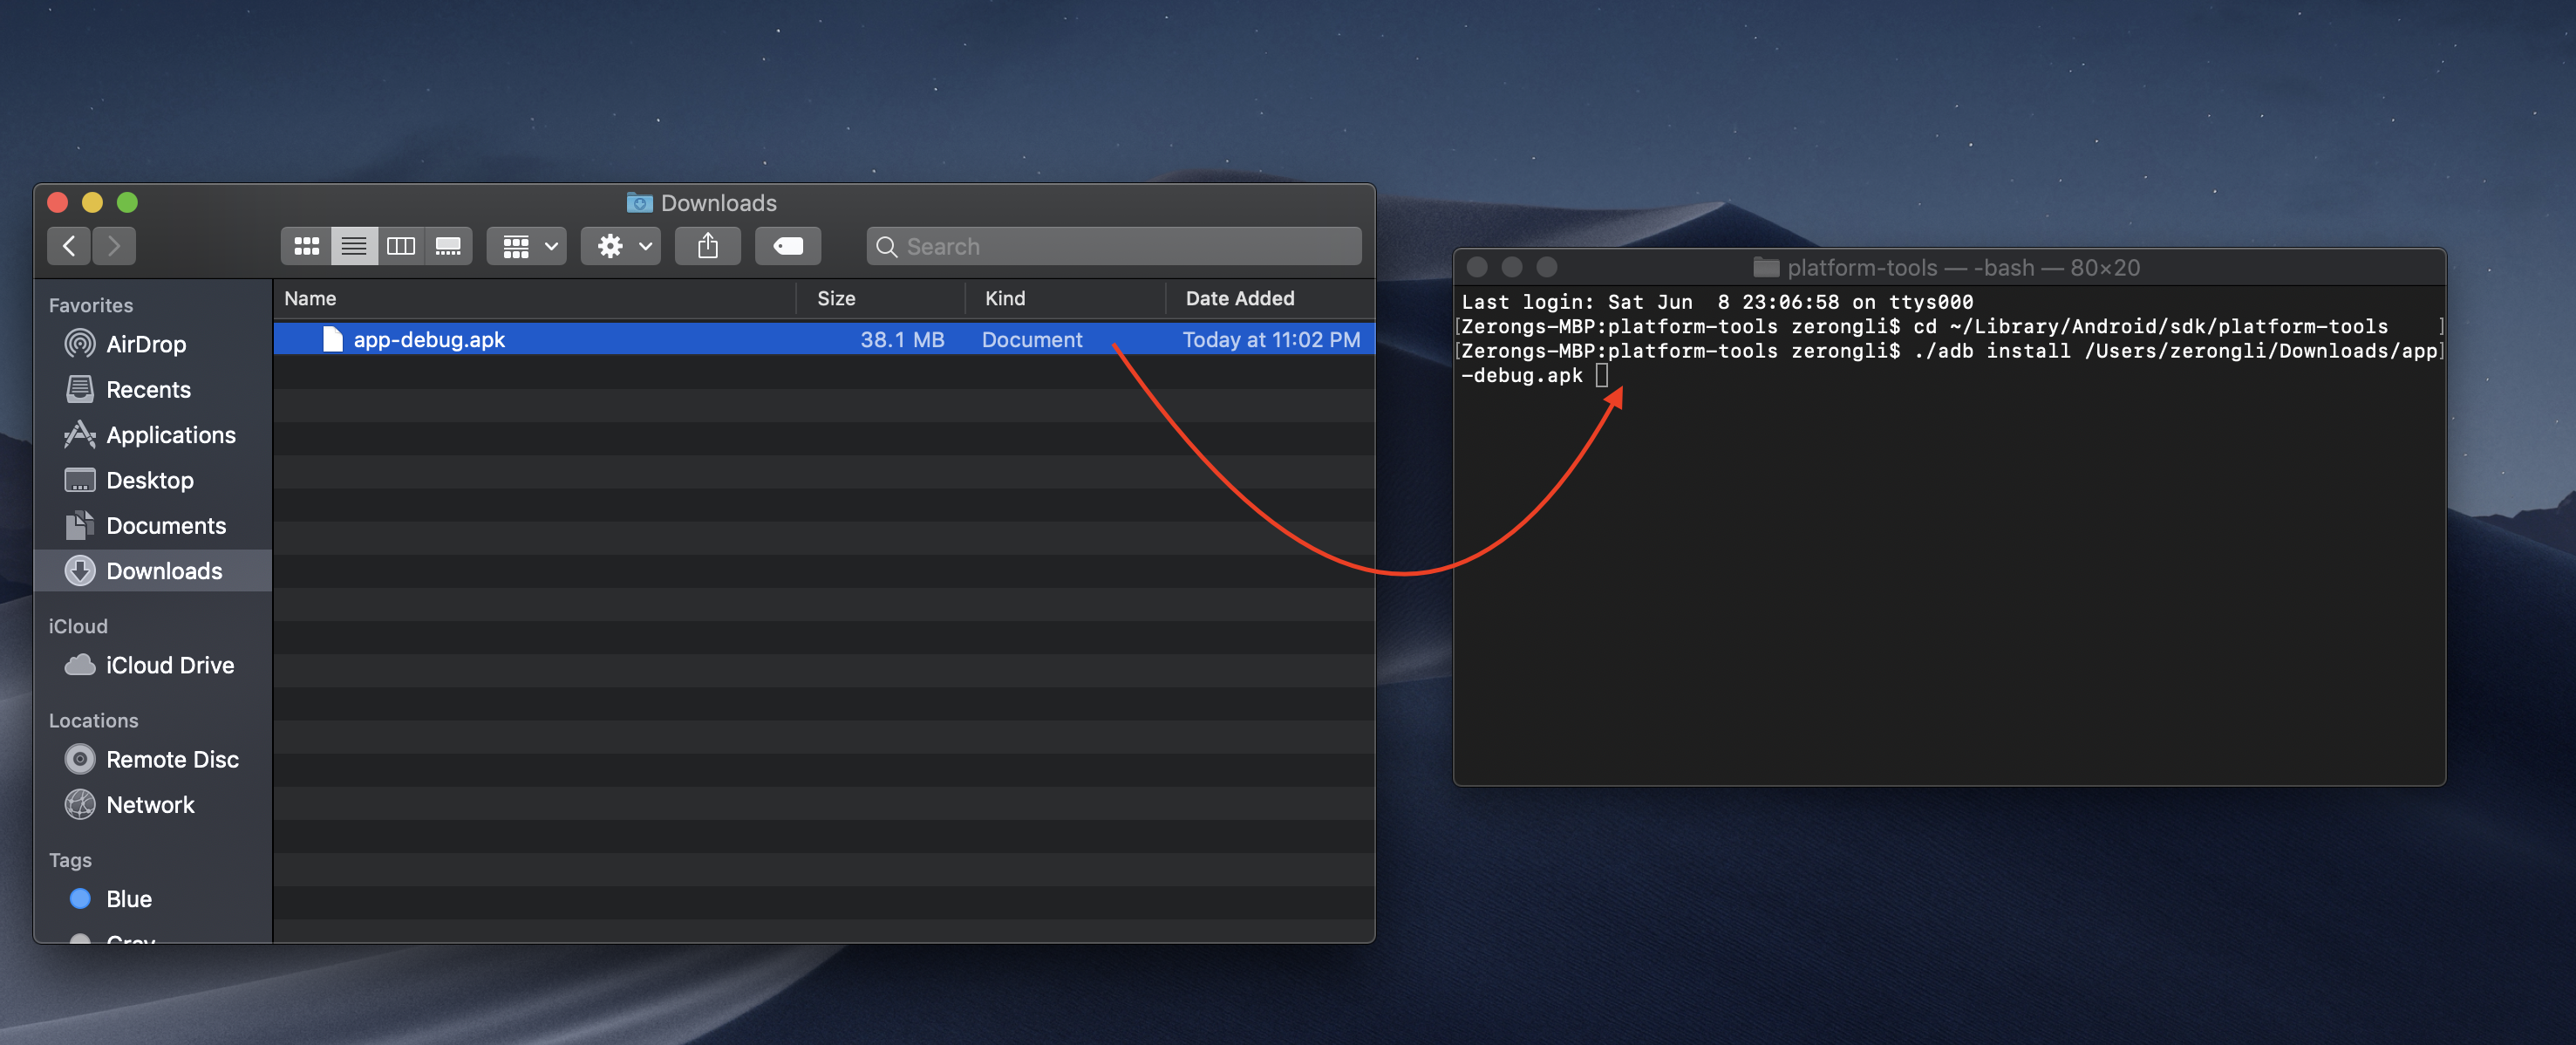 Downloads
Search
Favorites
AirDrop
Recents
Applications
Desktop
Documents
Downloads
iCloud
iCloud Drive
Locations
Remote Disc
Network
Tags
Blue
Gray
Name Size Kind Date Added
app-debug.apk 38.1 MB Document Today at 11:02 PM
platform-tools — -bash — 80×20
Last login: Sat Jun  8 23:06:58 on ttys000
[Zerongs-MBP:platform-tools zerongli$ cd ~/Library/Android/sdk/platform-tools ]
[Zerongs-MBP:platform-tools zerongli$ ./adb install /Users/zerongli/Downloads/app]
-debug.apk